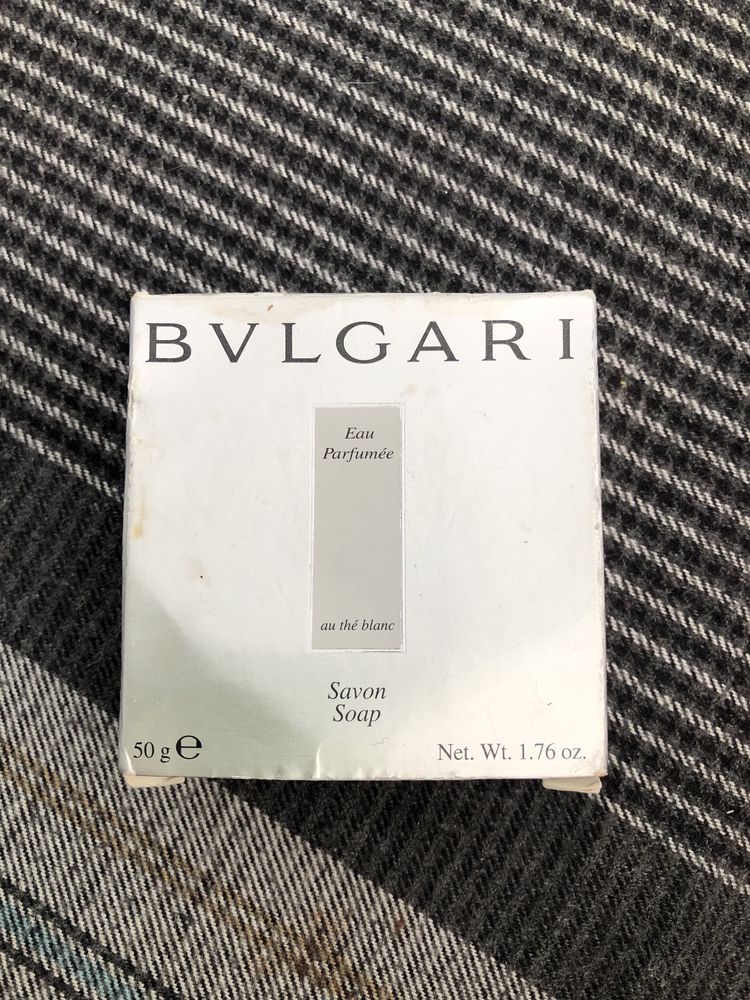 BVLGARI
Eau
Parfumée
au thé blanc
Savon
Soap
50 g ℮
Net. Wt. 1.76 oz.